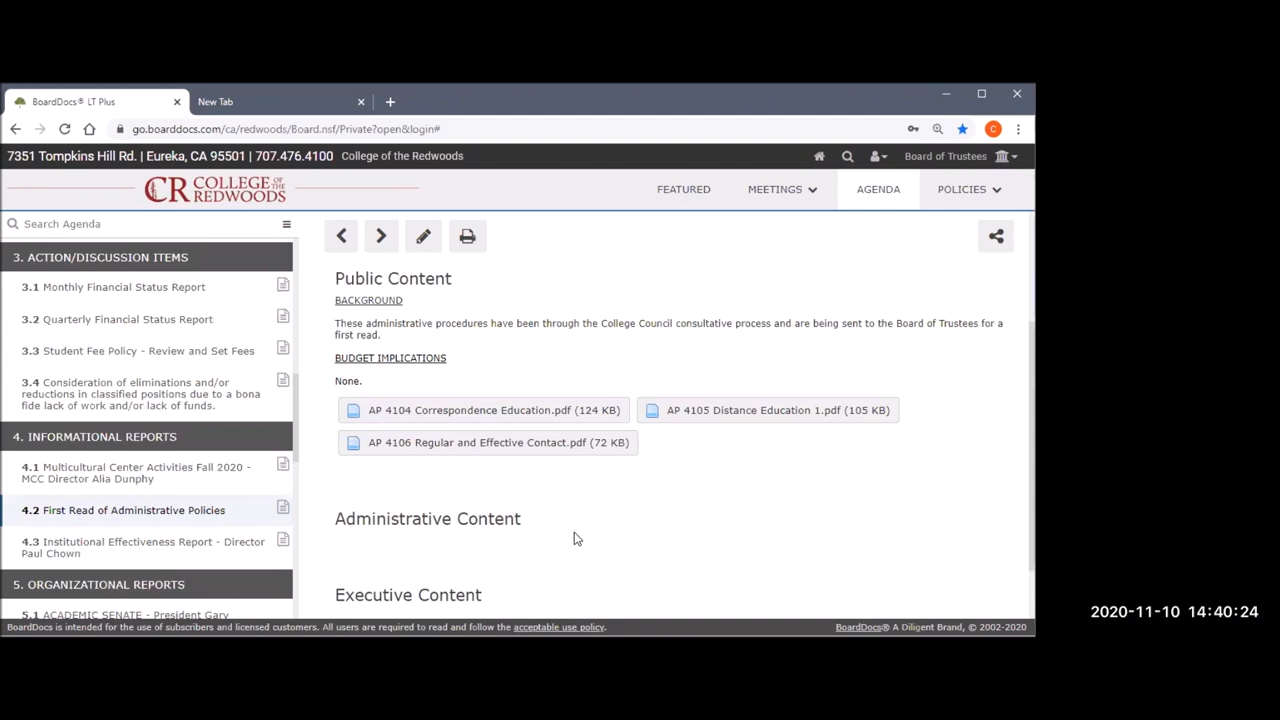 BoardDocs® LT Plus
New Tab
go.boarddocs.com/ca/redwoods/Board.nsf/Private?open&login#
7351 Tompkins Hill Rd. | Eureka, CA 95501 | 707.476.4100 College of the Redwoods
Board of Trustees
CR COLLEGE OF THE REDWOODS
FEATURED
MEETINGS
AGENDA
POLICIES
Search Agenda
3. ACTION/DISCUSSION ITEMS
3.1 Monthly Financial Status Report
3.2 Quarterly Financial Status Report
3.3 Student Fee Policy - Review and Set Fees
3.4 Consideration of eliminations and/or
reductions in classified positions due to a bona
fide lack of work and/or lack of funds.
4. INFORMATIONAL REPORTS
4.1 Multicultural Center Activities Fall 2020 -
MCC Director Alia Dunphy
4.2 First Read of Administrative Policies
4.3 Institutional Effectiveness Report - Director
Paul Chown
5. ORGANIZATIONAL REPORTS
5.1 ACADEMIC SENATE - President Gary
Public Content
BACKGROUND
These administrative procedures have been through the College Council consultative process and are being sent to the Board of Trustees for a
first read.
BUDGET IMPLICATIONS
None.
AP 4104 Correspondence Education.pdf (124 KB)
AP 4105 Distance Education 1.pdf (105 KB)
AP 4106 Regular and Effective Contact.pdf (72 KB)
Administrative Content
Executive Content
BoardDocs is intended for the use of subscribers and licensed customers. All users are required to read and follow the acceptable use policy.
BoardDocs® A Diligent Brand, © 2002-2020
2020-11-10 14:40:24